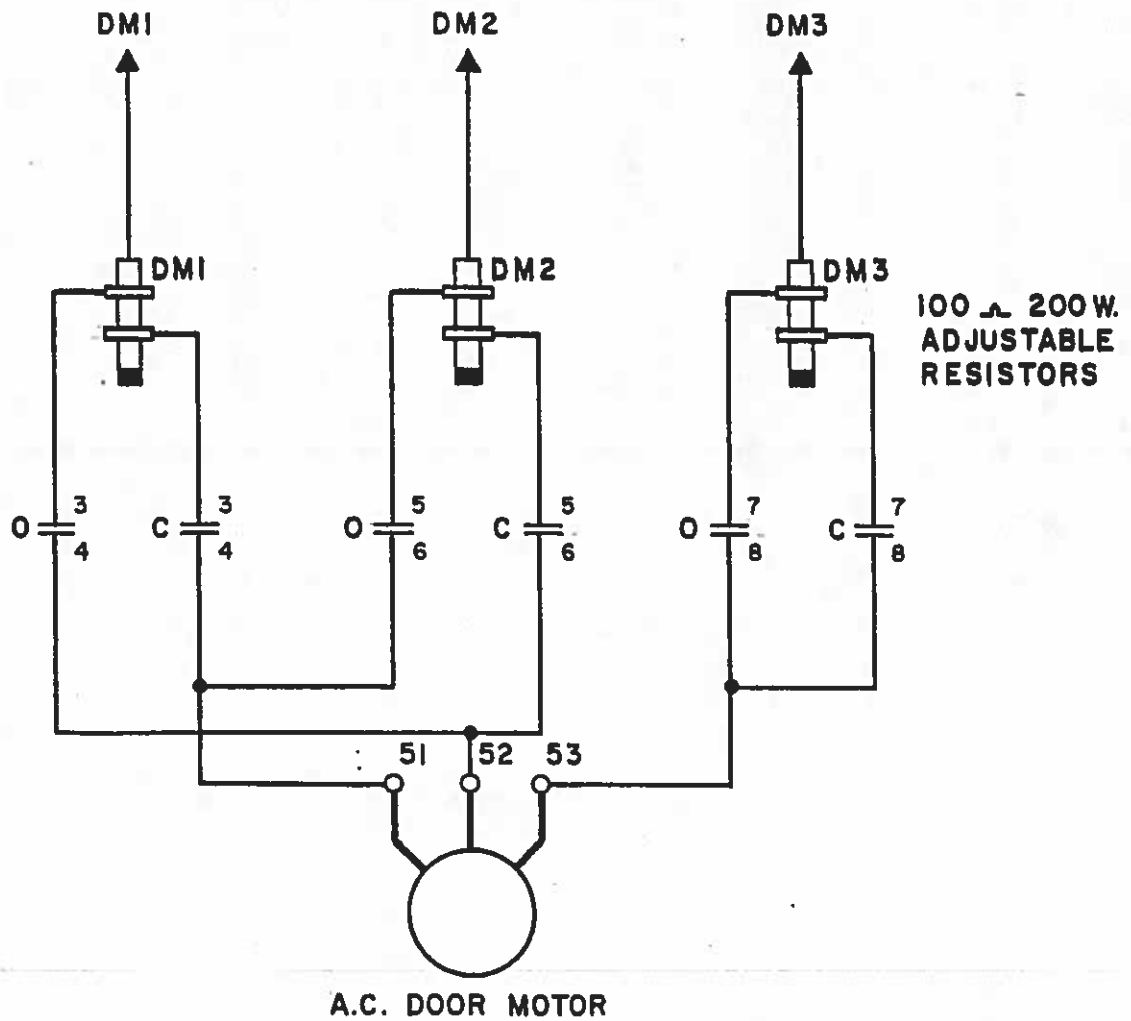 DM1 DM2 DM3
DM1 DM2 DM3
100 Ω 200 W.
ADJUSTABLE
RESISTORS
O 3 C 3 O 5 C 5 O 7 C 7
4 4 6 6 8 8
51 52 53
A.C. DOOR MOTOR